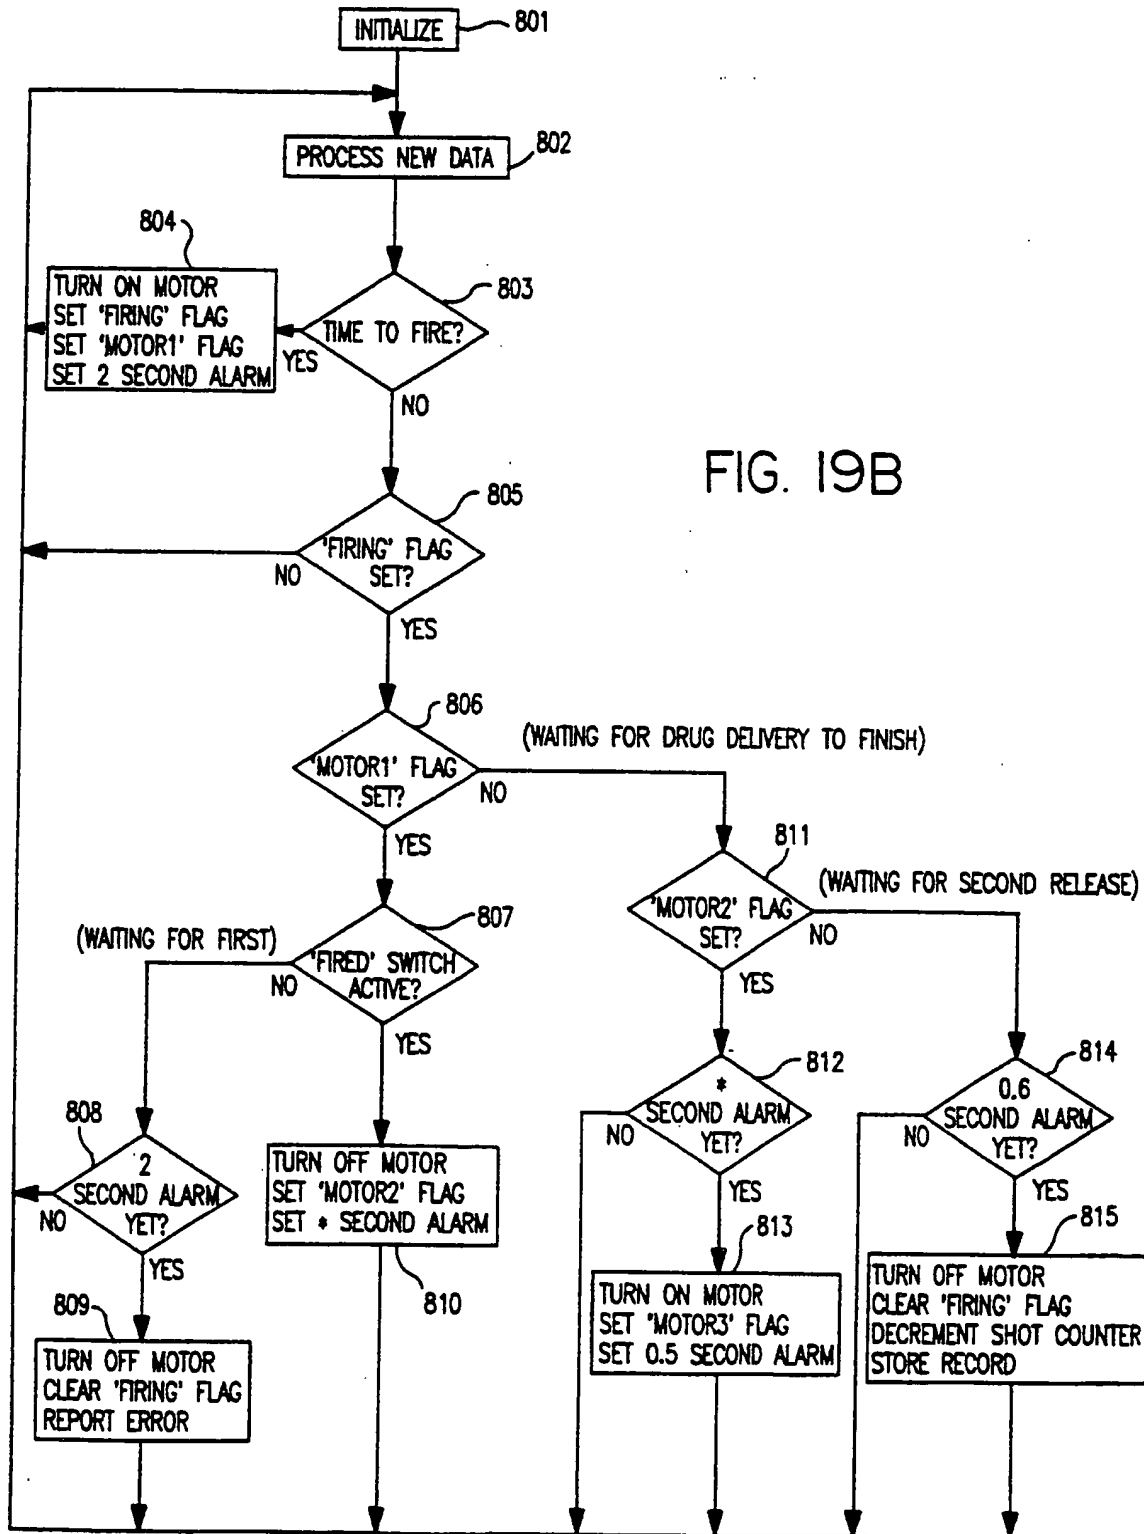 INITIALIZE
801
PROCESS NEW DATA
802
804
TURN ON MOTOR
SET 'FIRING' FLAG
SET 'MOTOR1' FLAG
SET 2 SECOND ALARM
803
TIME TO FIRE?
YES
NO
FIG. 19B
805
'FIRING' FLAG
SET?
NO
YES
806
'MOTOR1' FLAG
SET?
(WAITING FOR DRUG DELIVERY TO FINISH)
NO
YES
811
'MOTOR2' FLAG
SET?
(WAITING FOR SECOND RELEASE)
NO
YES
807
(WAITING FOR FIRST)
'FIRED' SWITCH
ACTIVE?
NO
YES
812
*
SECOND ALARM
YET?
NO
YES
814
0.6
SECOND ALARM
YET?
NO
YES
808
2
SECOND ALARM
YET?
NO
YES
TURN OFF MOTOR
SET 'MOTOR2' FLAG
SET * SECOND ALARM
810
813
TURN ON MOTOR
SET 'MOTOR3' FLAG
SET 0.5 SECOND ALARM
815
TURN OFF MOTOR
CLEAR 'FIRING' FLAG
DECREMENT SHOT COUNTER
STORE RECORD
809
TURN OFF MOTOR
CLEAR 'FIRING' FLAG
REPORT ERROR